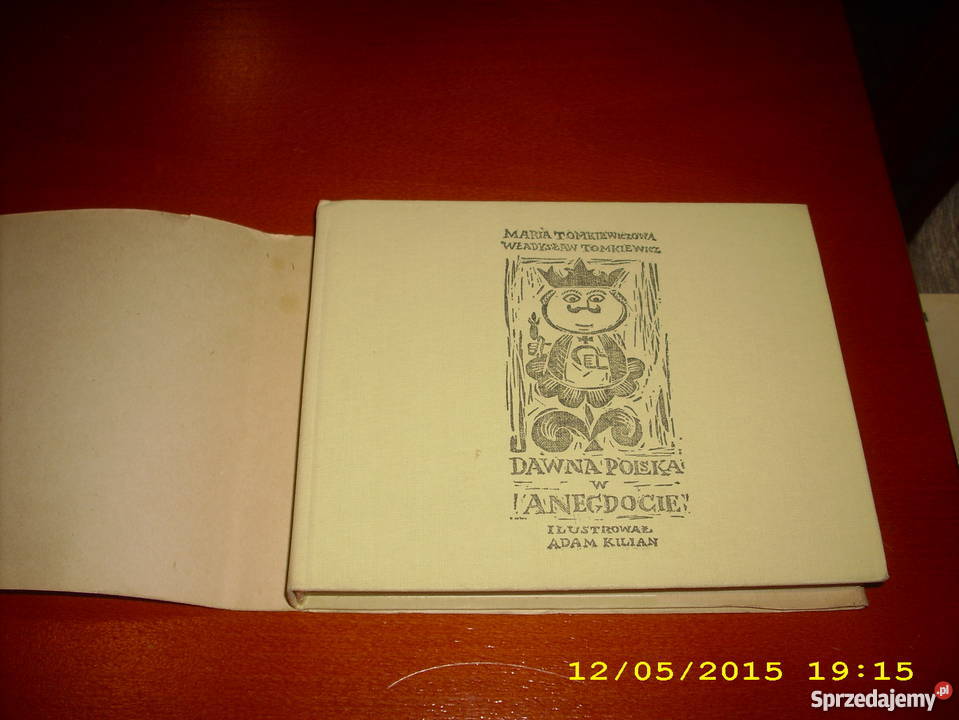 MARIA TOMKIEWICZOWA
WŁADYSŁAW TOMKIEWICZ
DAWNA POLSKA
W
ANEGDOCIE
ILUSTROWAŁ
ADAM KILIAN
12/05/2015 19:15
Sprzedajemy.pl